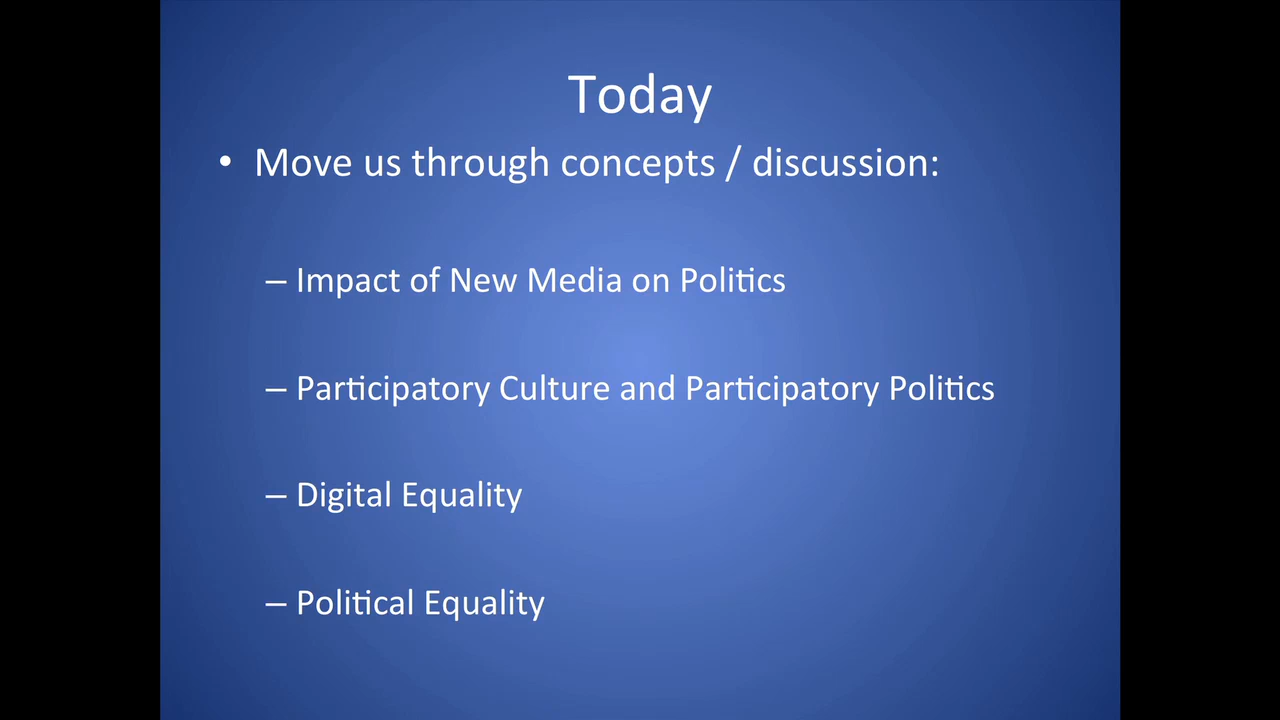 Today
• Move us through concepts / discussion:
– Impact of New Media on Politics
– Participatory Culture and Participatory Politics
– Digital Equality
– Political Equality